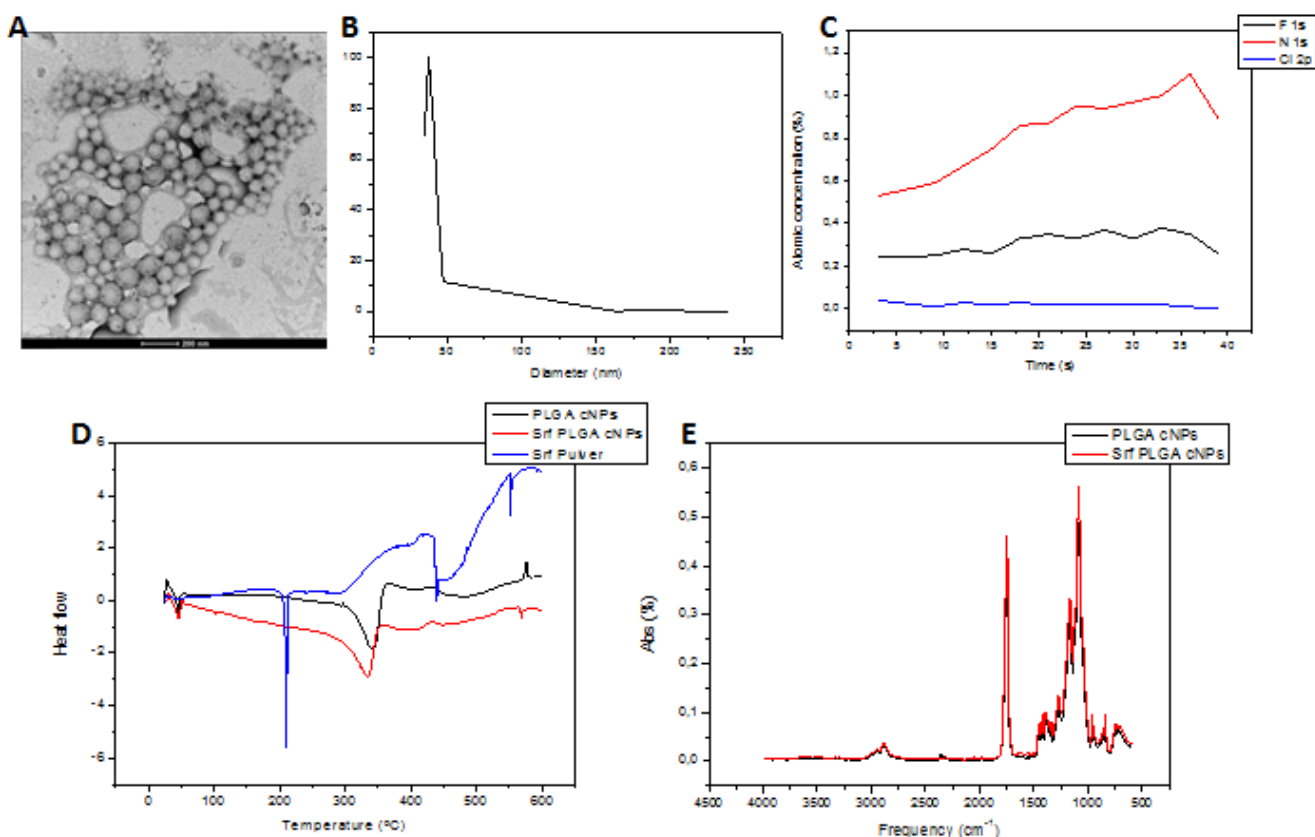 A
200 nm
B
100
80
60
40
20
0
0 50 100 150 200 250
Diameter (nm)
C
F 1s
N 1s
Cl 2p
1,2
1,0
0,8
0,6
0,4
0,2
0,0
Atomic concentration (%)
0 5 10 15 20 25 30 35 40
Time (s)
D
PLGA cNPs
Srf PLGA cNPs
Srf Pulver
6
4
2
0
-2
-4
-6
Heat flow
0 100 200 300 400 500 600
Temperature (ºC)
E
PLGA cNPs
Srf PLGA cNPs
0,6
0,5
0,4
0,3
0,2
0,1
0,0
Abs (%)
4500 4000 3500 3000 2500 2000 1500 1000 500
Frequency (cm⁻¹)